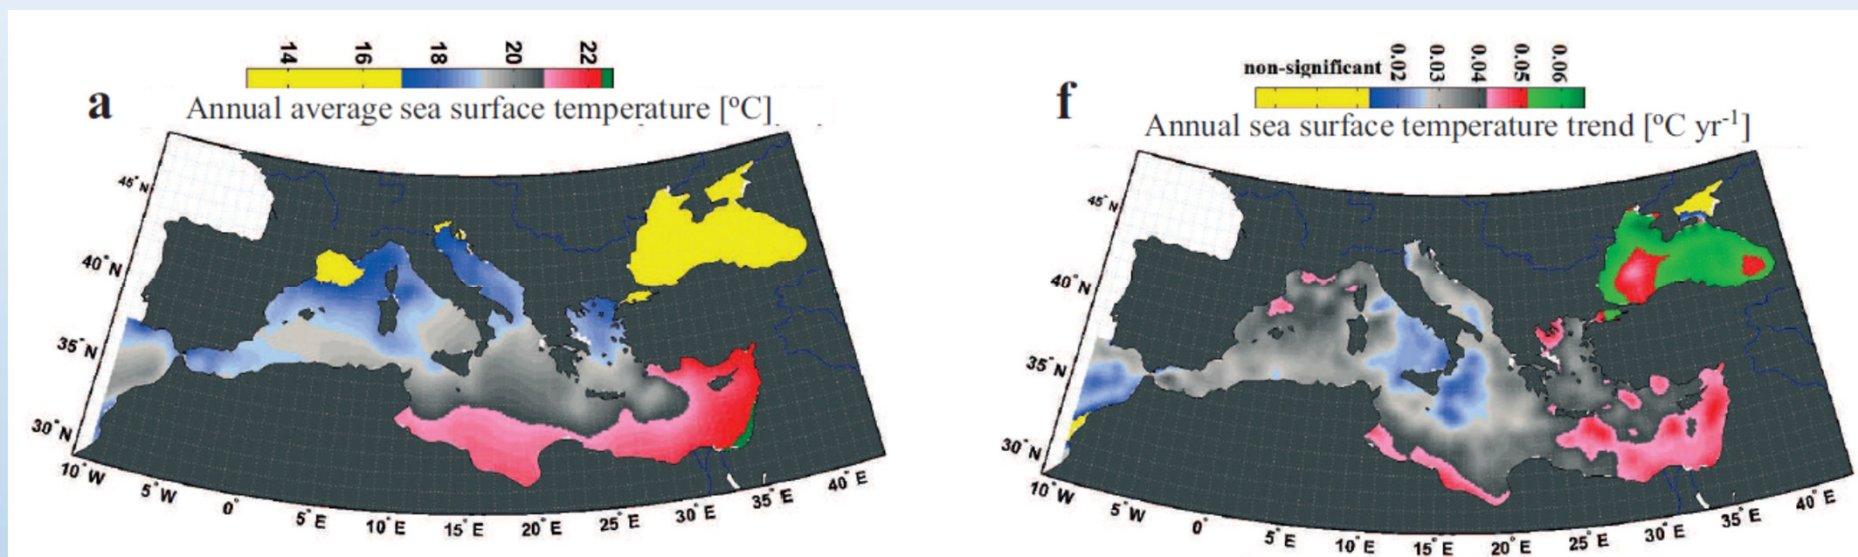 14 16 18 20 22
a
Annual average sea surface temperature [ºC]
45°N
40°N
35°N
30°N
10°W
5°W
0°
5°E
10°E
15°E
20°E
25°E
30°E
35°E
40°E
non-significant 0.02 0.03 0.04 0.05 0.06
f
Annual sea surface temperature trend [ºC yr-1]
45°N
40°N
35°N
30°N
10°W
5°W
0°
5°E
10°E
15°E
20°E
25°E
30°E
35°E
40°E